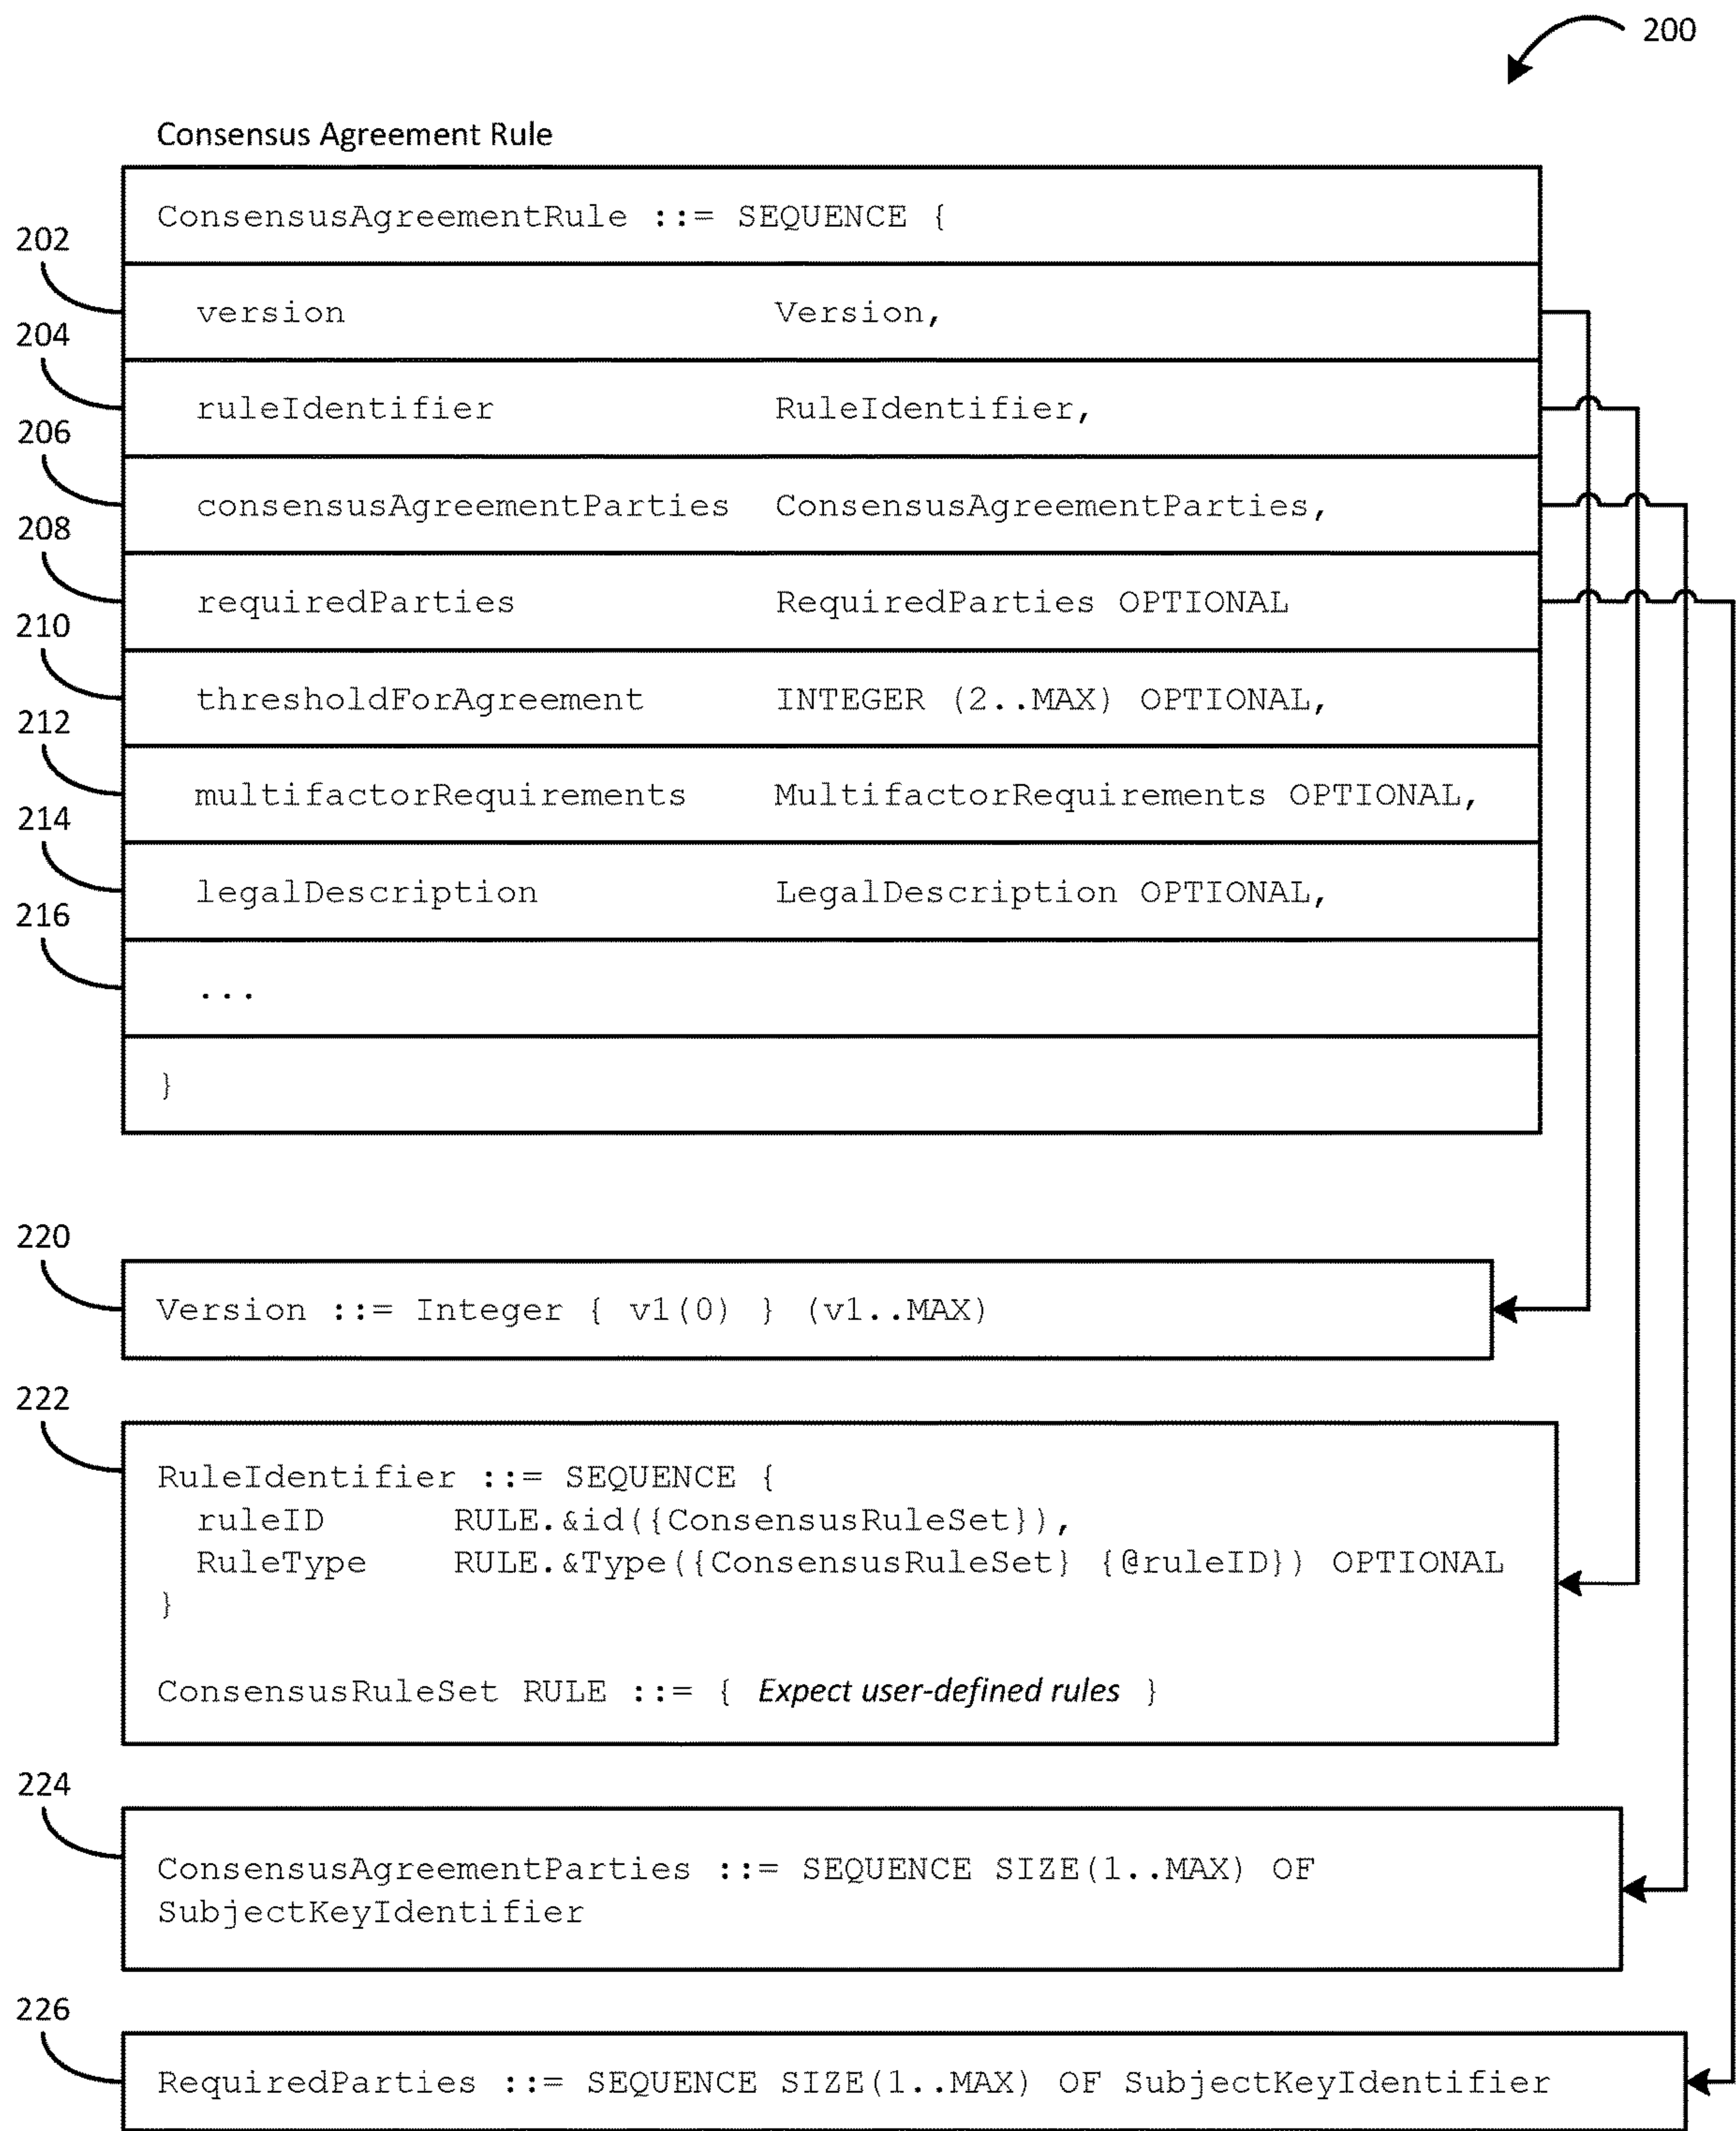 200
Consensus Agreement Rule
ConsensusAgreementRule ::= SEQUENCE {
202
version Version,
204
ruleIdentifier RuleIdentifier,
206
consensusAgreementParties ConsensusAgreementParties,
208
requiredParties RequiredParties OPTIONAL
210
thresholdForAgreement INTEGER (2..MAX) OPTIONAL,
212
multifactorRequirements MultifactorRequirements OPTIONAL,
214
legalDescription LegalDescription OPTIONAL,
216
...
}
220
Version ::= Integer { v1(0) } (v1..MAX)
222
RuleIdentifier ::= SEQUENCE {
ruleID RULE.&id({ConsensusRuleSet}),
RuleType RULE.&Type({ConsensusRuleSet} {@ruleID}) OPTIONAL
}
ConsensusRuleSet RULE ::= { Expect user-defined rules }
224
ConsensusAgreementParties ::= SEQUENCE SIZE(1..MAX) OF
SubjectKeyIdentifier
226
RequiredParties ::= SEQUENCE SIZE(1..MAX) OF SubjectKeyIdentifier